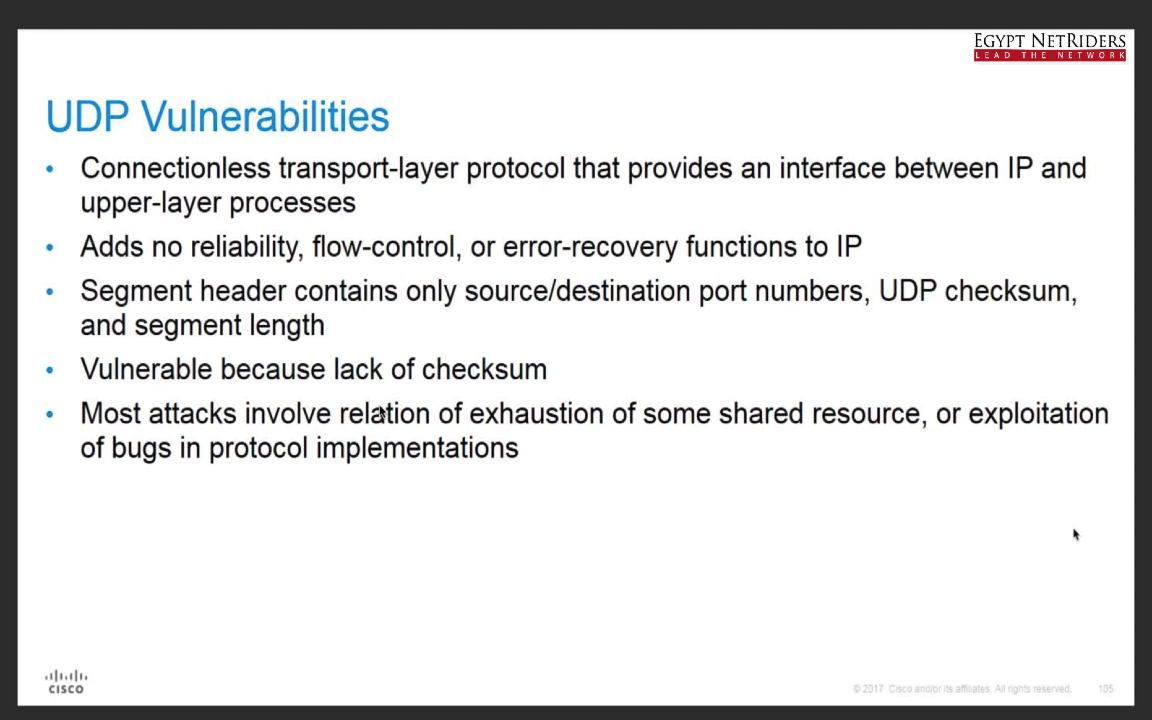 EGYPT NETRIDERS
LEAD THE NETWORK
UDP Vulnerabilities
• Connectionless transport-layer protocol that provides an interface between IP and
upper-layer processes
• Adds no reliability, flow-control, or error-recovery functions to IP
• Segment header contains only source/destination port numbers, UDP checksum,
and segment length
• Vulnerable because lack of checksum
• Most attacks involve relation of exhaustion of some shared resource, or exploitation
of bugs in protocol implementations
CISCO
© 2017 Cisco and/or its affiliates. All rights reserved. 105